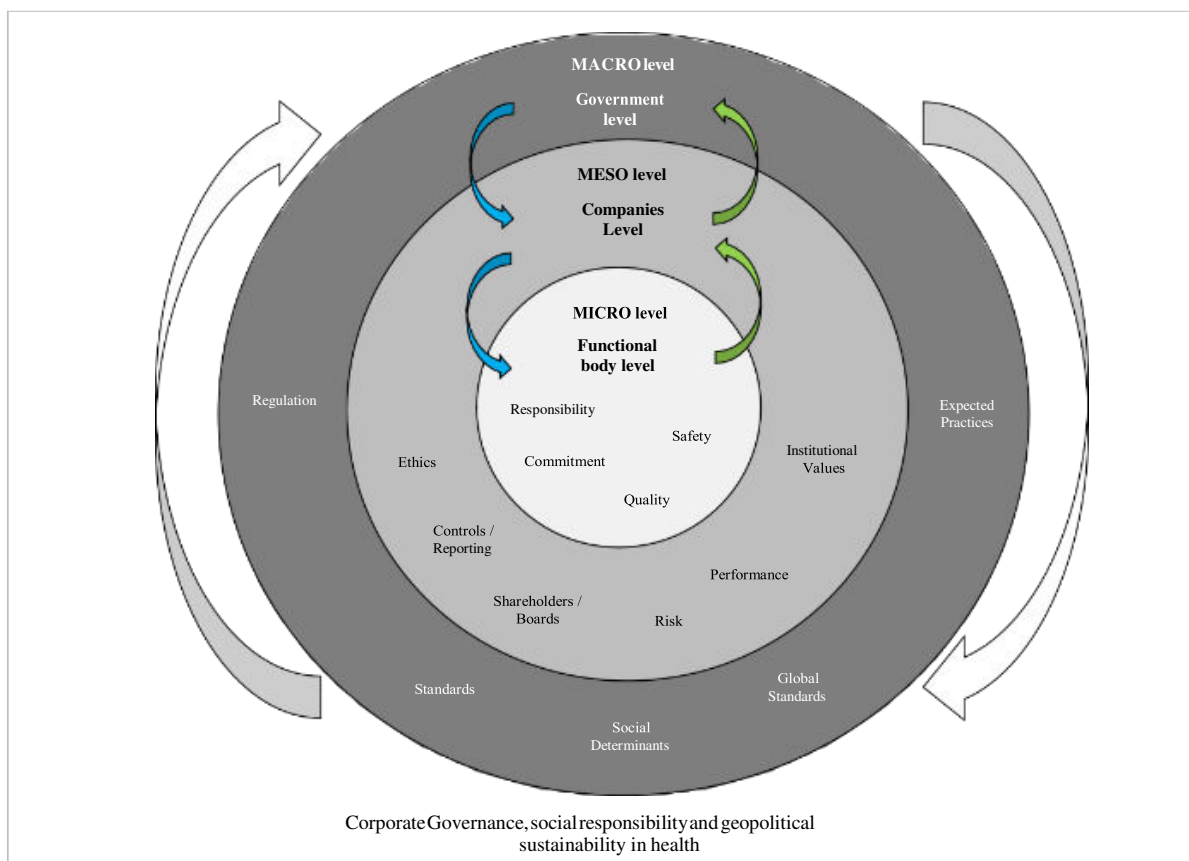 MACRO level
Government
level
MESO level
Companies
Level
MICRO level
Functional
body level
Regulation
Expected
Practices
Responsibility
Safety
Ethics
Commitment
Institutional
Values
Quality
Controls /
Reporting
Performance
Shareholders /
Boards
Risk
Standards
Global
Standards
Social
Determinants
Corporate Governance, social responsibility and geopolitical
sustainability in health